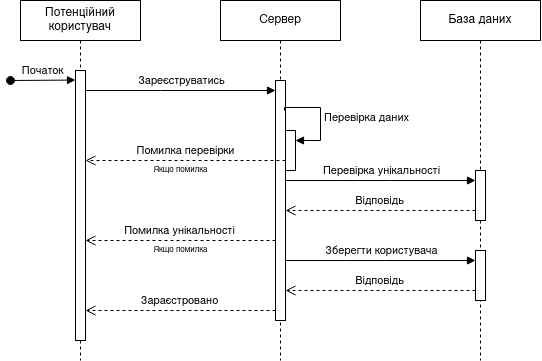 Потенційний
користувач
Сервер
База даних
Початок
Зареєструватись
Перевірка даних
Помилка перевірки
Якщо помилка
Перевірка унікальності
Відповідь
Помилка унікальності
Якщо помилка
Зберегти користувача
Відповідь
Зараєстровано